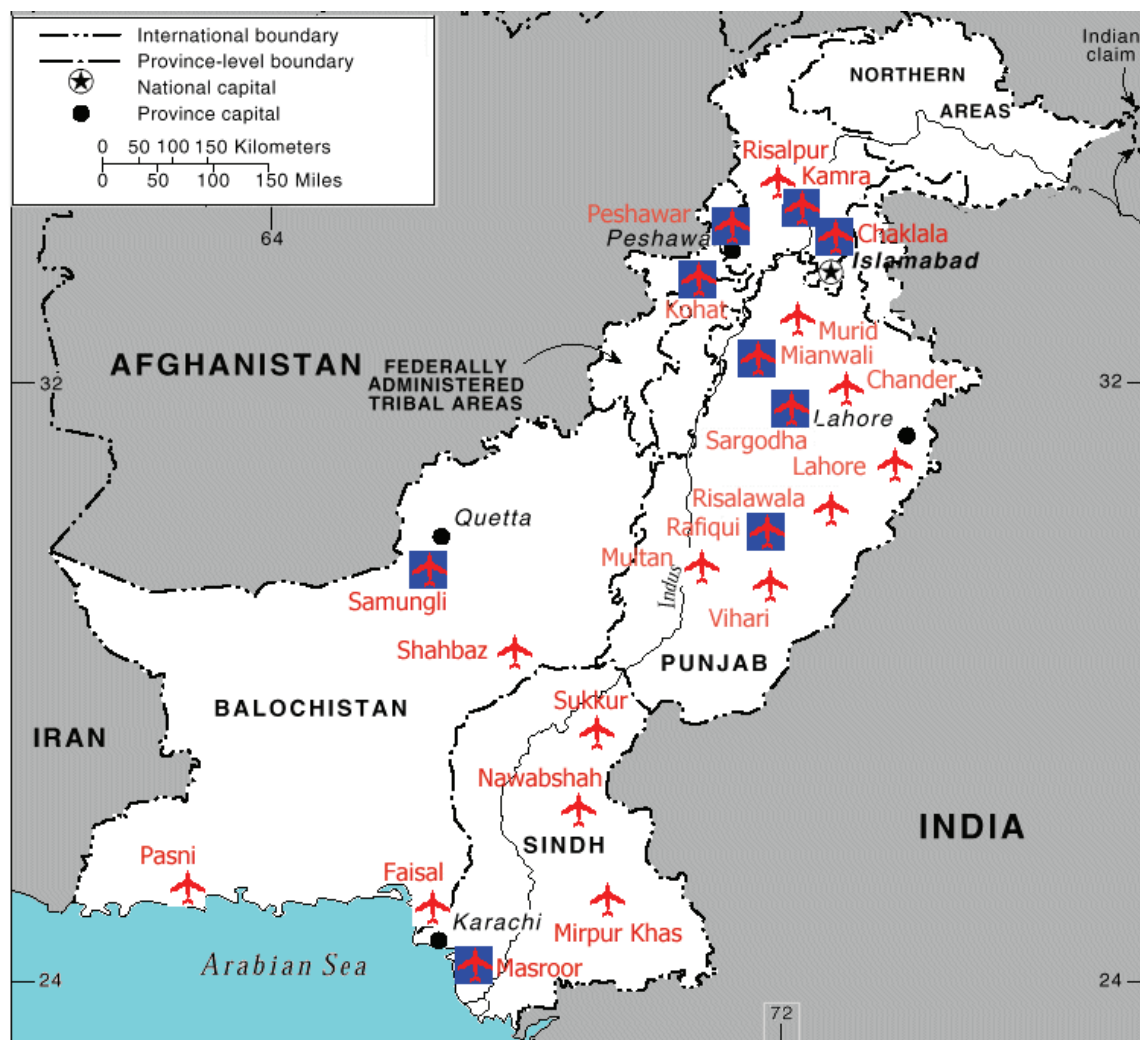 International boundary
Province-level boundary
National capital
Province capital
0 50 100 150 Kilometers
0 50 100 150 Miles
Indian
claim
NORTHERN
AREAS
Risalpur
Kamra
64
Peshawar
Peshawa
Chaklala
Islamabad
Kohat
Murid
AFGHANISTAN
Mianwali
FEDERALLY
ADMINISTERED
TRIBAL AREAS
32
Chander
32
Lahore
Sargodha
Lahore
Risalawala
Quetta
Rafiqui
Multan
Indus
Samungli
Vihari
Shahbaz
PUNJAB
BALOCHISTAN
Sukkur
IRAN
Nawabshah
INDIA
SINDH
Pasni
Faisal
Karachi
Mirpur Khas
Arabian Sea
Masroor
24
24
72